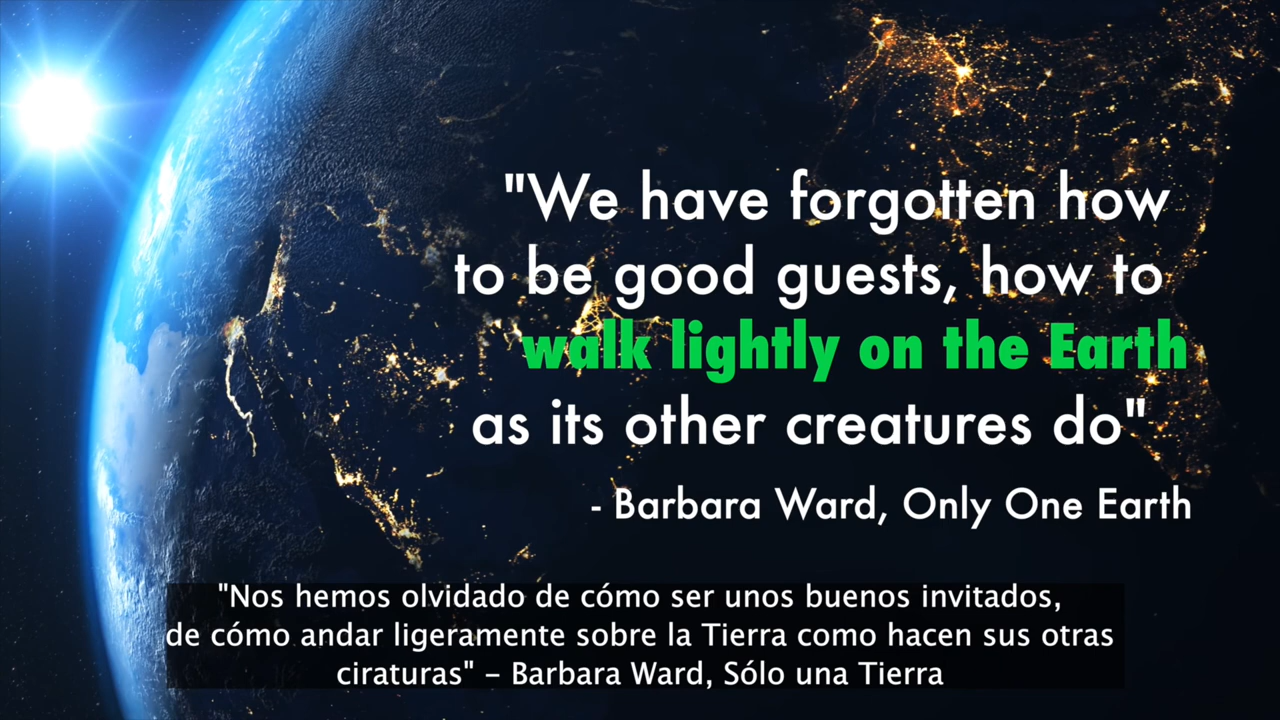 "We have forgotten how
to be good guests, how to
walk lightly on the Earth
as its other creatures do"
- Barbara Ward, Only One Earth
"Nos hemos olvidado de cómo ser unos buenos invitados,
de cómo andar ligeramente sobre la Tierra como hacen sus otras
ciraturas" – Barbara Ward, Sólo una Tierra